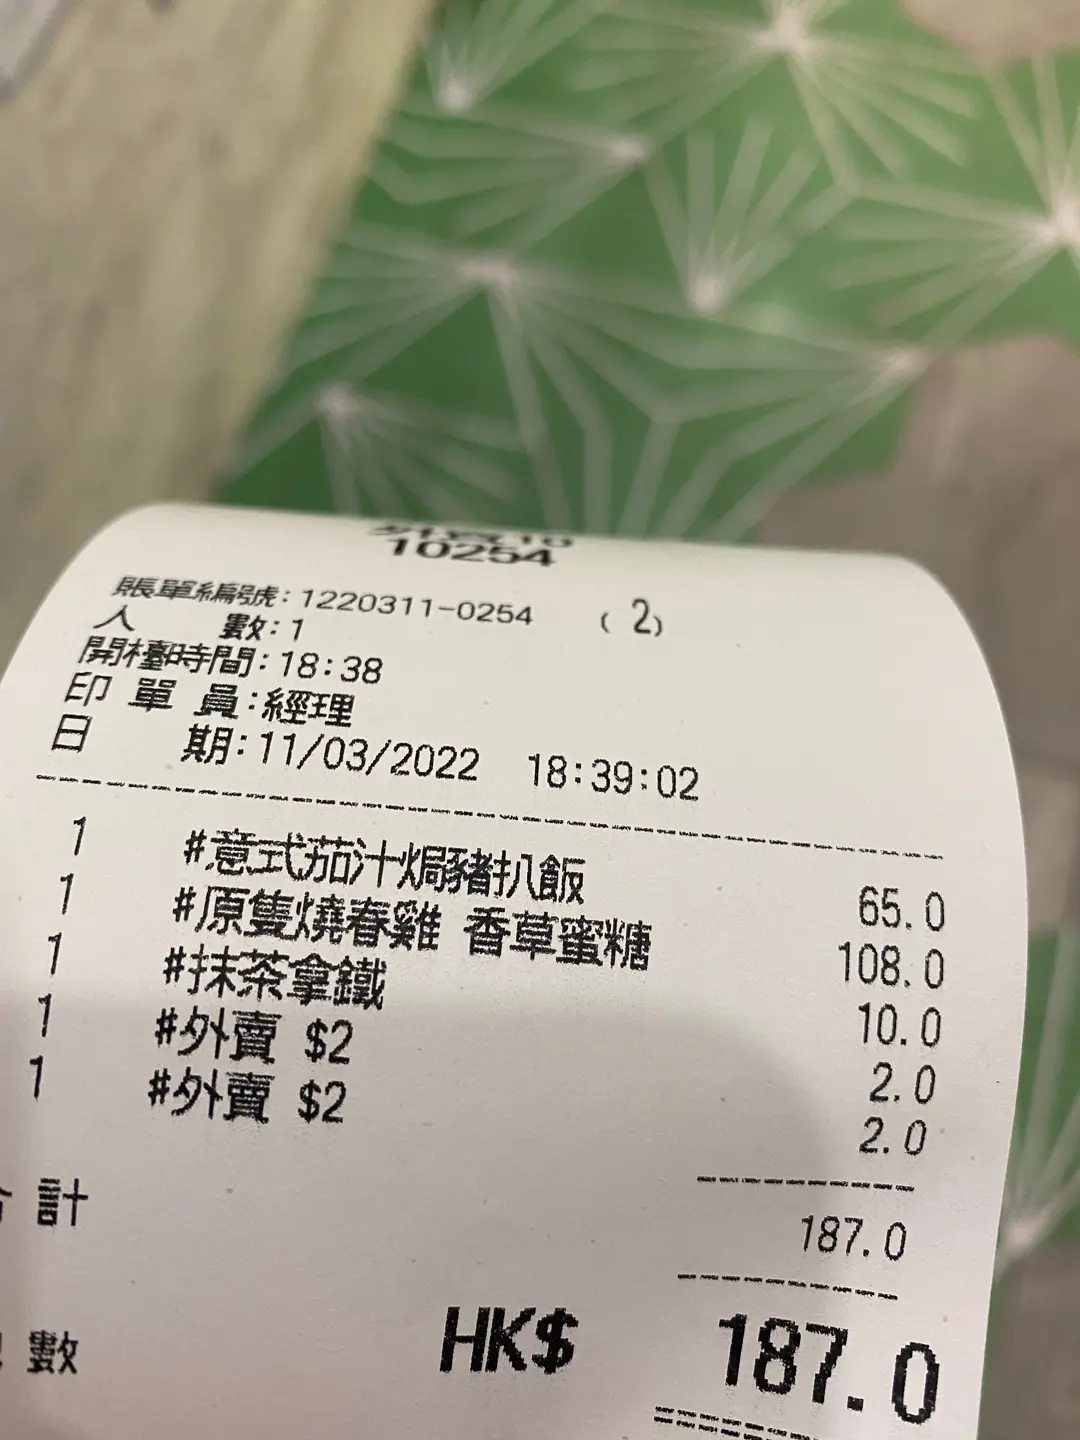 10254
賬單編號:1220311-0254 (2)
人 數:1
開檯時間:18:38
印 單 員:經理
日 期:11/03/2022 18:39:02
1 #意式茄汁焗豬扒飯 65.0
1 #原隻燒春雞 香草蜜糖 108.0
1 #抹茶拿鐵 10.0
1 #外賣 $2 2.0
1 #外賣 $2 2.0
合計 187.0
數 HK$ 187.0